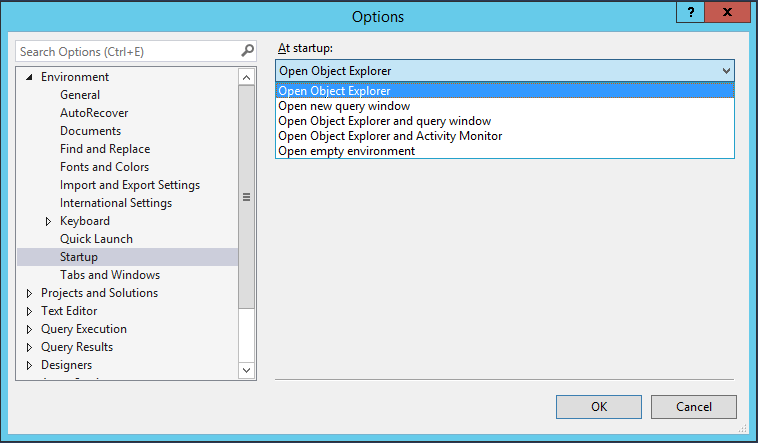 Options
?
x
Search Options (Ctrl+E)
Environment
General
AutoRecover
Documents
Find and Replace
Fonts and Colors
Import and Export Settings
International Settings
Keyboard
Quick Launch
Startup
Tabs and Windows
Projects and Solutions
Text Editor
Query Execution
Query Results
Designers
At startup:
Open Object Explorer
Open Object Explorer
Open new query window
Open Object Explorer and query window
Open Object Explorer and Activity Monitor
Open empty environment
OK
Cancel